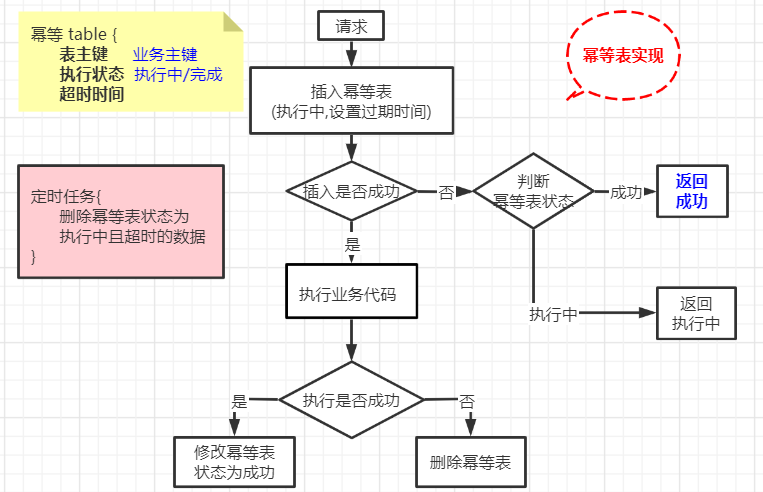 幂等 table {
表主键 业务主键
执行状态 执行中/完成
超时时间
请求
幂等表实现
插入幂等表
(执行中,设置过期时间)
定时任务{
删除幂等表状态为
执行中且超时的数据
}
插入是否成功
否
判断
幂等表状态
成功
返回
成功
是
执行业务代码
执行中
返回
执行中
执行是否成功
是
否
修改幂等表
状态为成功
删除幂等表